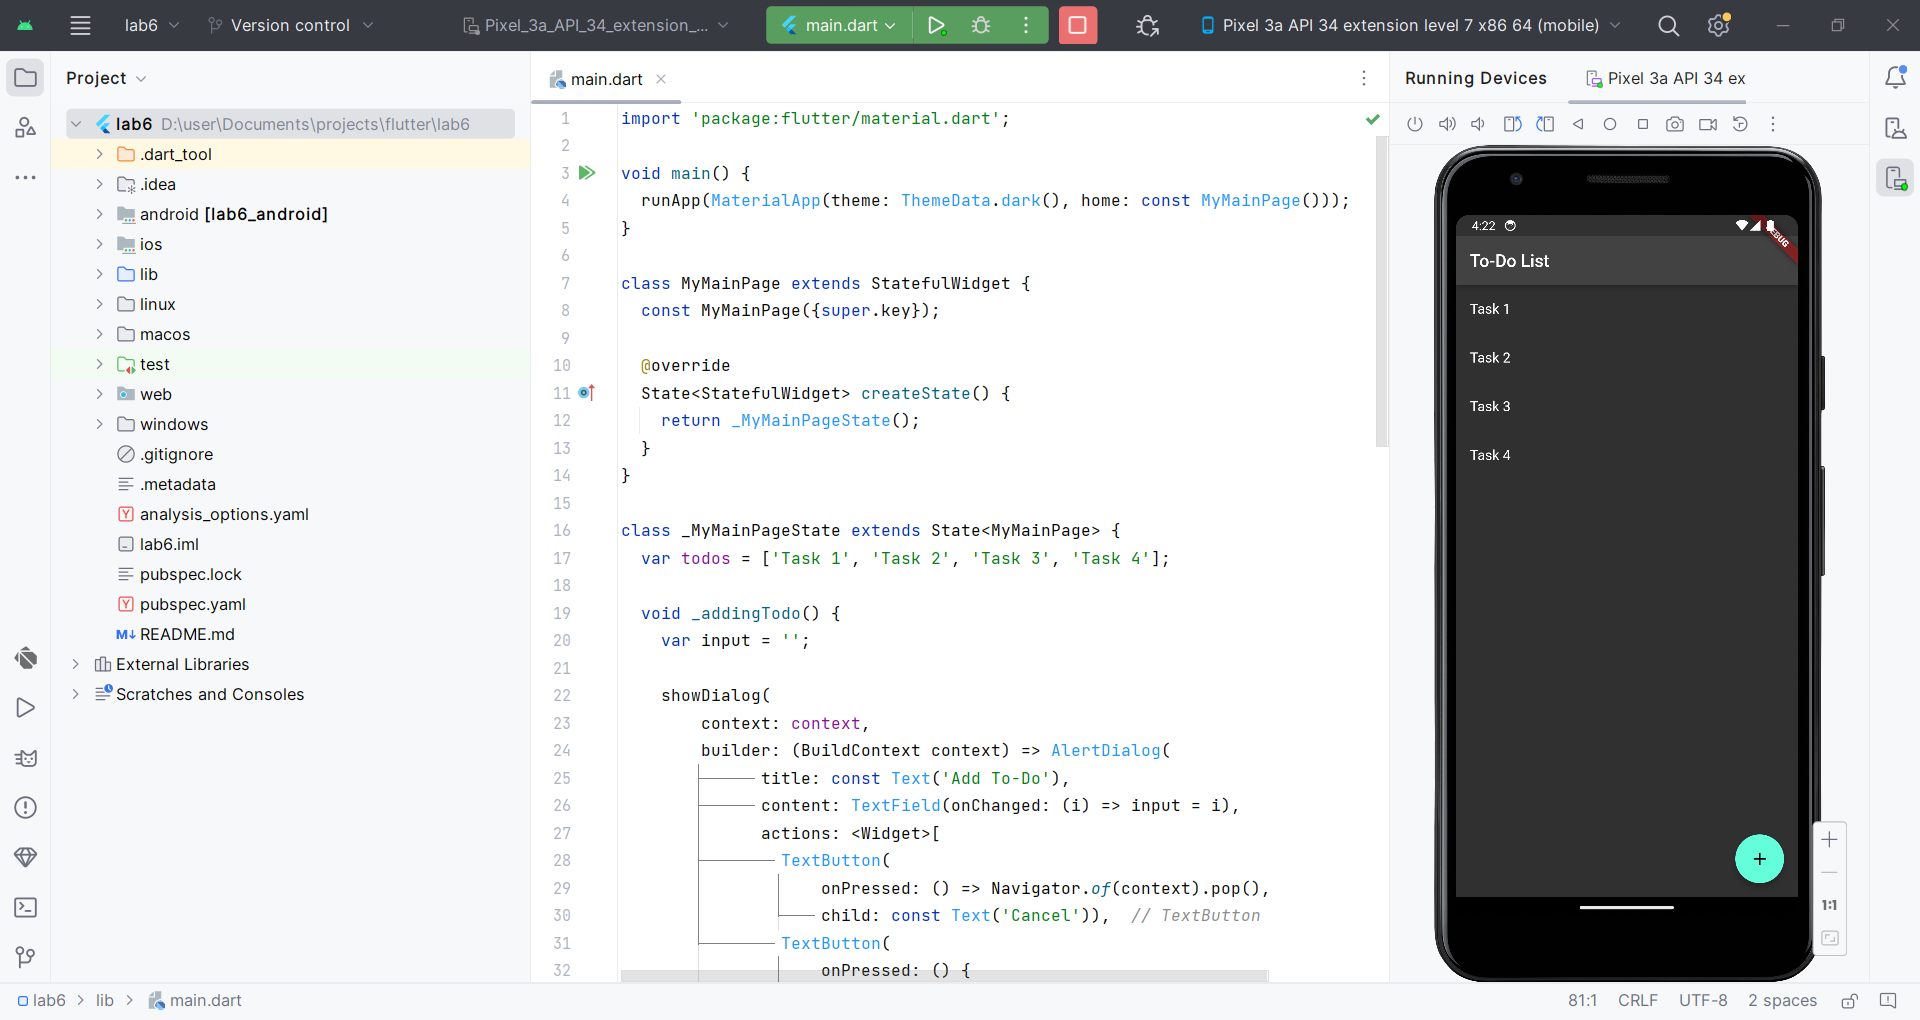 lab6
Version control
Pixel_3a_API_34_extension_...
main.dart
Pixel 3a API 34 extension level 7 x86 64 (mobile)
Project
lab6 D:\user\Documents\projects\flutter\lab6
.dart_tool
.idea
android [lab6_android]
ios
lib
linux
macos
test
web
windows
.gitignore
.metadata
analysis_options.yaml
lab6.iml
pubspec.lock
pubspec.yaml
README.md
External Libraries
Scratches and Consoles
main.dart
1 import 'package:flutter/material.dart';
2
3 void main() {
4 runApp(MaterialApp(theme: ThemeData.dark(), home: const MyMainPage()));
5 }
6
7 class MyMainPage extends StatefulWidget {
8 const MyMainPage({super.key});
9
10 @override
11 State<StatefulWidget> createState() {
12 return _MyMainPageState();
13 }
14 }
15
16 class _MyMainPageState extends State<MyMainPage> {
17 var todos = ['Task 1', 'Task 2', 'Task 3', 'Task 4'];
18
19 void _addingTodo() {
20 var input = '';
21
22 showDialog(
23 context: context,
24 builder: (BuildContext context) => AlertDialog(
25 title: const Text('Add To-Do'),
26 content: TextField(onChanged: (i) => input = i),
27 actions: <Widget>[
28 TextButton(
29 onPressed: () => Navigator.of(context).pop(),
30 child: const Text('Cancel')), // TextButton
31 TextButton(
32 onPressed: () {
Running Devices
Pixel 3a API 34 ex
4:22
DEBUG
To-Do List
Task 1
Task 2
Task 3
Task 4
+
1:1
lab6 > lib > main.dart
81:1 CRLF UTF-8 2 spaces